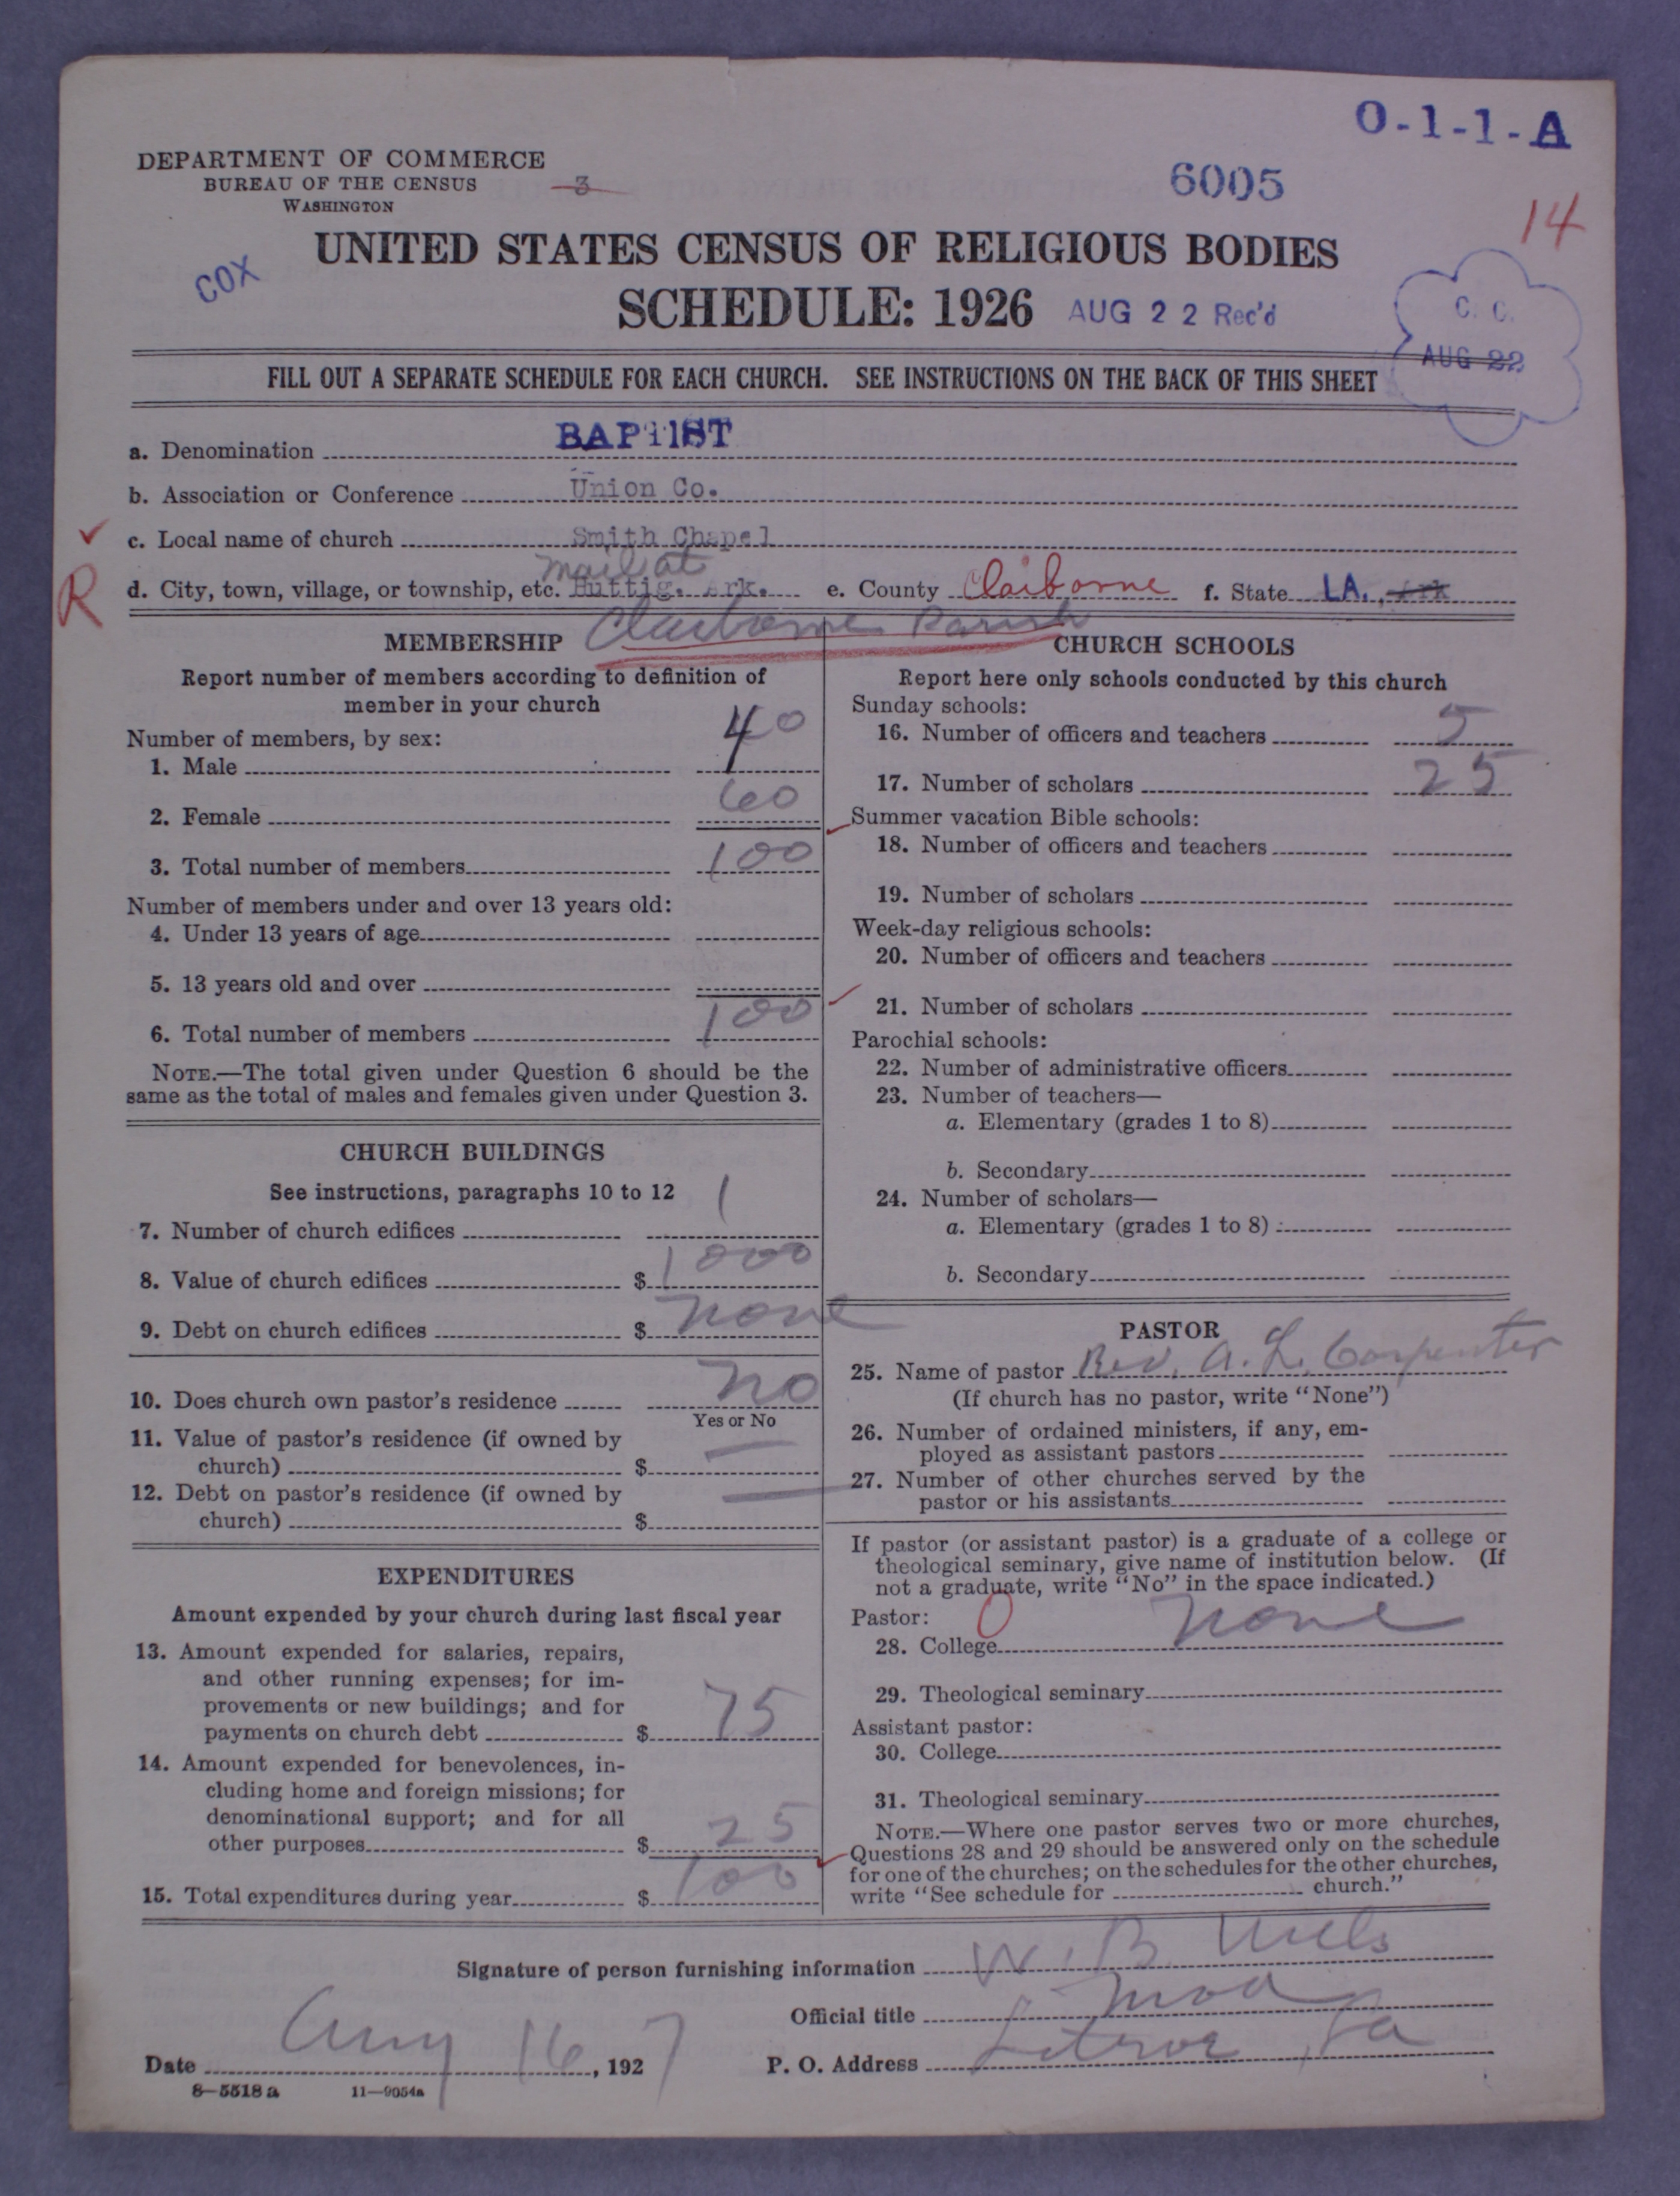 O-1-1-A
DEPARTMENT OF COMMERCE
BUREAU OF THE CENSUS
WASHINGTON
3
6005
14
COX
UNITED STATES CENSUS OF RELIGIOUS BODIES
SCHEDULE: 1926
AUG 22 Rec'd
C. C.
AUG 22
FILL OUT A SEPARATE SCHEDULE FOR EACH CHURCH. SEE INSTRUCTIONS ON THE BACK OF THIS SHEET
a. Denomination BAPTIST
b. Association or Conference Union Co.
c. Local name of church Smith Chapel
mail at
R
d. City, town, village, or township, etc. Huttig. Ark. e. County Claiborne f. State LA., Ark
Claiborne Parish
MEMBERSHIP
Report number of members according to definition of
member in your church
Number of members, by sex:
1. Male 40
2. Female 60
3. Total number of members 100
Number of members under and over 13 years old:
4. Under 13 years of age
5. 13 years old and over
6. Total number of members 100
NOTE.—The total given under Question 6 should be the
same as the total of males and females given under Question 3.
CHURCH BUILDINGS
See instructions, paragraphs 10 to 12
7. Number of church edifices 1
8. Value of church edifices $ 1000
9. Debt on church edifices $ none
10. Does church own pastor's residence no
Yes or No
11. Value of pastor's residence (if owned by
church) $ —
12. Debt on pastor's residence (if owned by
church) $ —
EXPENDITURES
Amount expended by your church during last fiscal year
13. Amount expended for salaries, repairs,
and other running expenses; for im-
provements or new buildings; and for
payments on church debt $ 75
14. Amount expended for benevolences, in-
cluding home and foreign missions; for
denominational support; and for all
other purposes $ 25
15. Total expenditures during year $ 100
CHURCH SCHOOLS
Report here only schools conducted by this church
Sunday schools:
16. Number of officers and teachers 5
17. Number of scholars 25
Summer vacation Bible schools:
18. Number of officers and teachers
19. Number of scholars
Week-day religious schools:
20. Number of officers and teachers
21. Number of scholars
Parochial schools:
22. Number of administrative officers
23. Number of teachers—
a. Elementary (grades 1 to 8)
b. Secondary
24. Number of scholars—
a. Elementary (grades 1 to 8)
b. Secondary
PASTOR
25. Name of pastor Rev. A. L. Carpenter
(If church has no pastor, write "None")
26. Number of ordained ministers, if any, em-
ployed as assistant pastors
27. Number of other churches served by the
pastor or his assistants
If pastor (or assistant pastor) is a graduate of a college or
theological seminary, give name of institution below. (If
not a graduate, write "No" in the space indicated.)
Pastor: 0
28. College none
29. Theological seminary
Assistant pastor:
30. College
31. Theological seminary
NOTE.—Where one pastor serves two or more churches,
Questions 28 and 29 should be answered only on the schedule
for one of the churches; on the schedules for the other churches,
write "See schedule for church."
Signature of person furnishing information W. B.
Official title Mod
Date Aug 16, 1927 P. O. Address La
8—5518 a 11—9054a